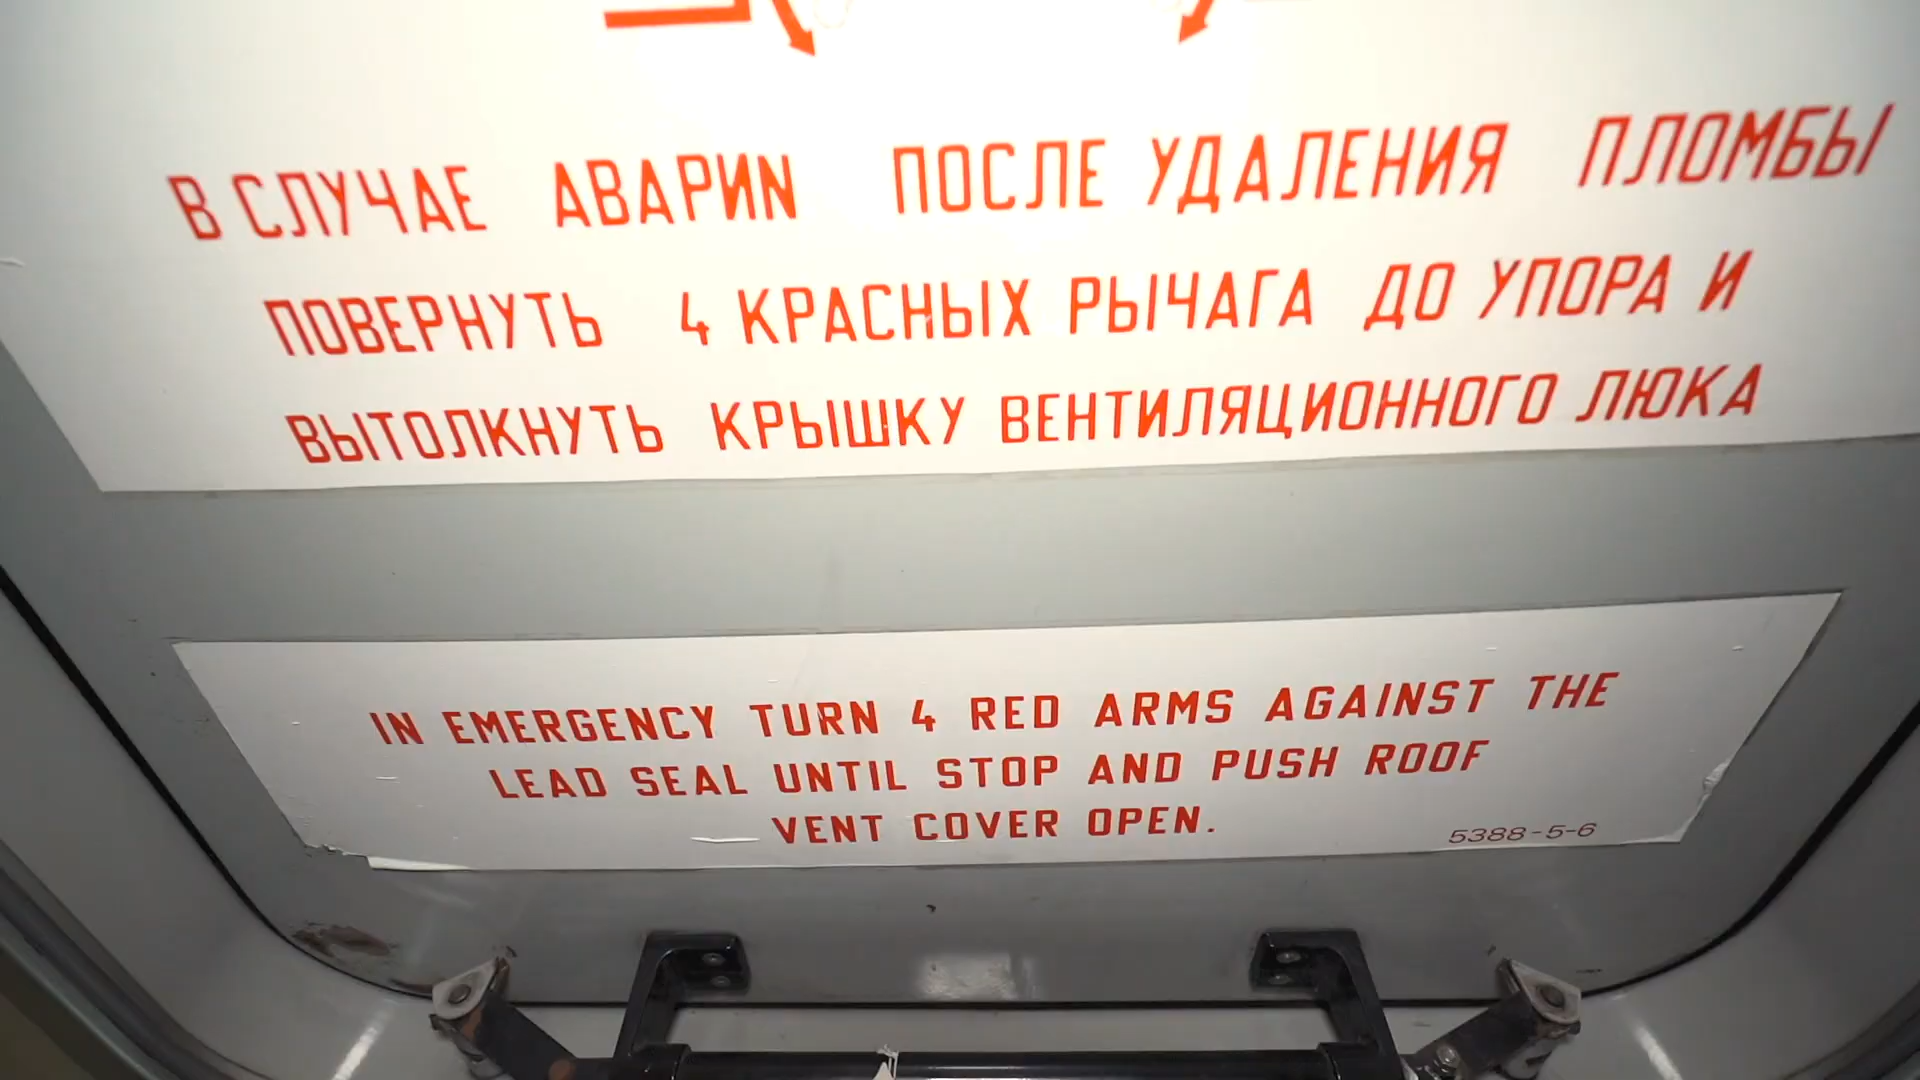 В СЛУЧАЕ АВАРИИ ПОСЛЕ УДАЛЕНИЯ ПЛОМБЫ
ПОВЕРНУТЬ 4 КРАСНЫХ РЫЧАГА ДО УПОРА И
ВЫТОЛКНУТЬ КРЫШКУ ВЕНТИЛЯЦИОННОГО ЛЮКА
IN EMERGENCY TURN 4 RED ARMS AGAINST THE
LEAD SEAL UNTIL STOP AND PUSH ROOF
VENT COVER OPEN.
5388-5-6